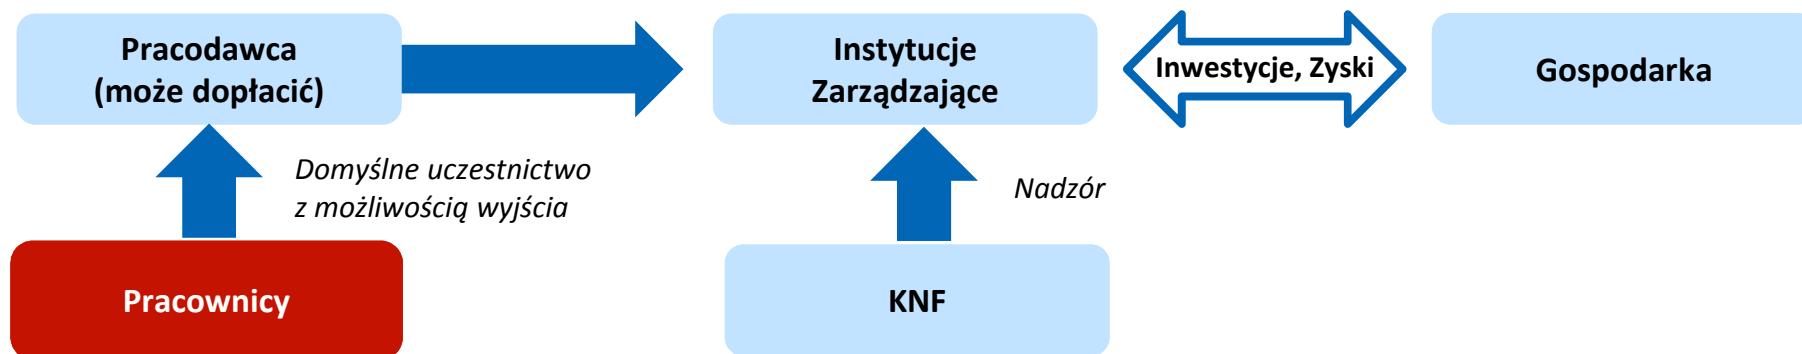 Pracodawca
(może dopłacić)
Instytucje
Zarządzające
Inwestycje, Zyski
Gospodarka
Domyślne uczestnictwo
z możliwością wyjścia
Nadzór
Pracownicy
KNF